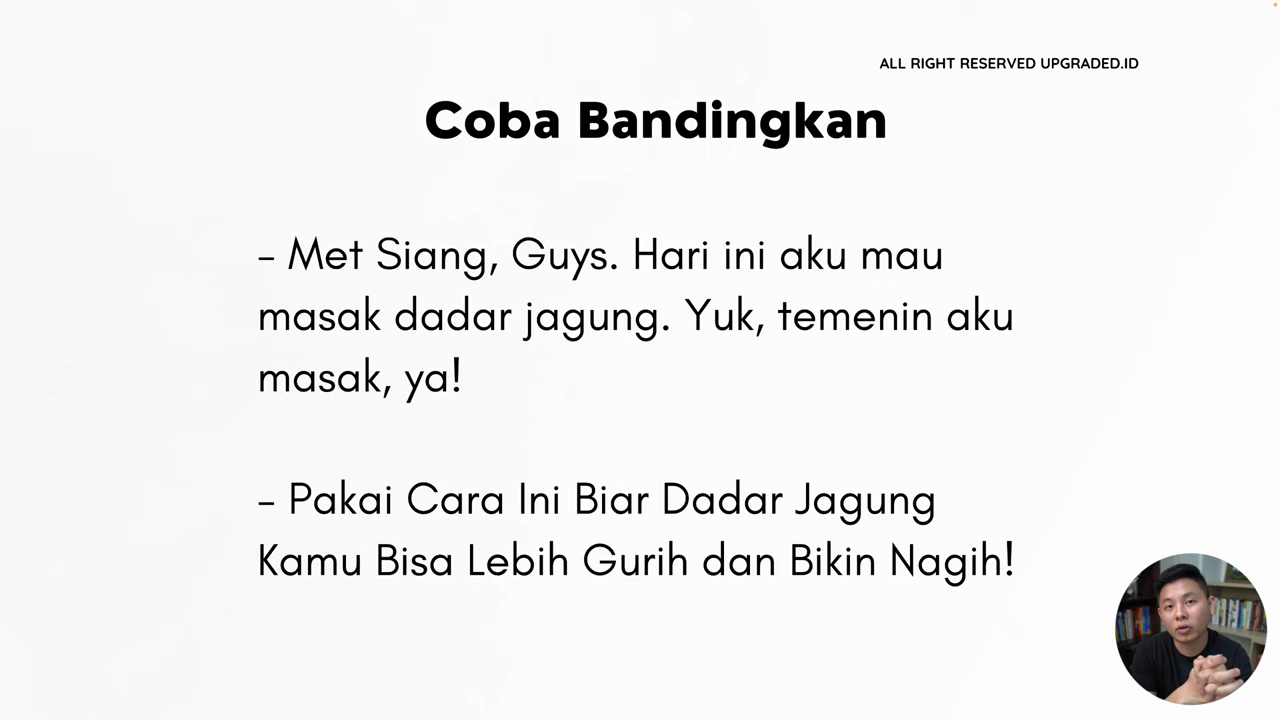 ALL RIGHT RESERVED UPGRADED.ID
Coba Bandingkan
- Met Siang, Guys. Hari ini aku mau
masak dadar jagung. Yuk, temenin aku
masak, ya!
- Pakai Cara Ini Biar Dadar Jagung
Kamu Bisa Lebih Gurih dan Bikin Nagih!